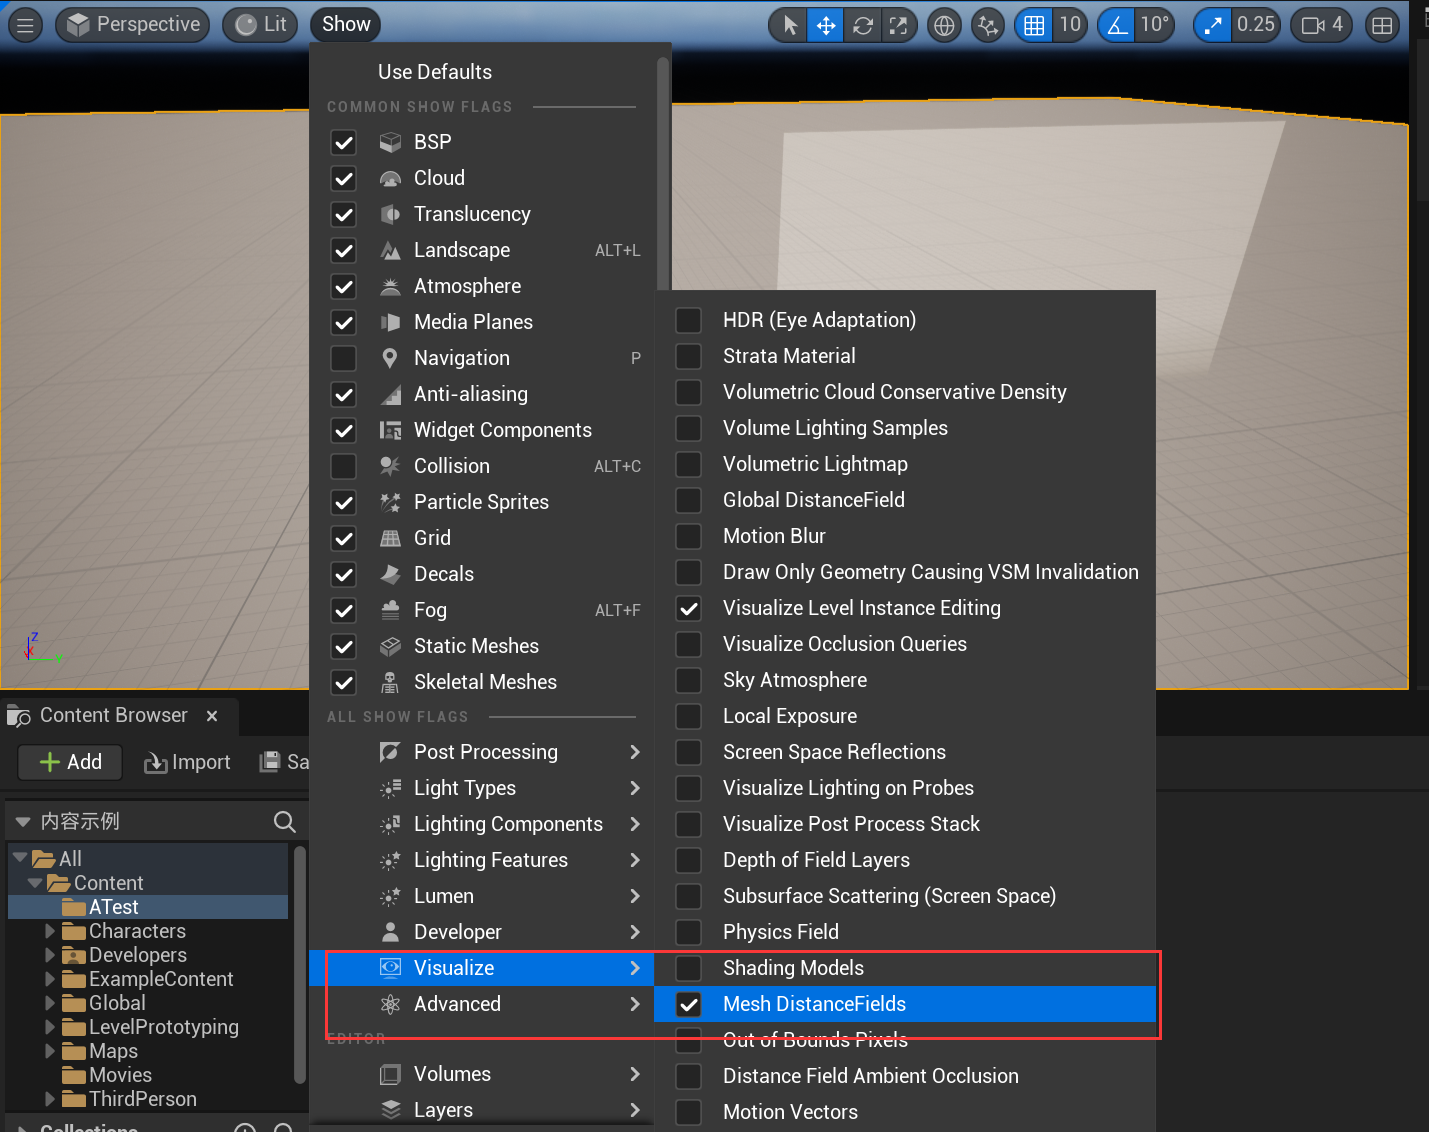 Perspective
Lit
Show
10
10°
0.25
4
Use Defaults
COMMON SHOW FLAGS
BSP
Cloud
Translucency
Landscape ALT+L
Atmosphere
Media Planes
Navigation P
Anti-aliasing
Widget Components
Collision ALT+C
Particle Sprites
Grid
Decals
Fog ALT+F
Static Meshes
Skeletal Meshes
ALL SHOW FLAGS
Post Processing
Light Types
Lighting Components
Lighting Features
Lumen
Developer
Visualize
Advanced
EDITOR
Volumes
Layers
HDR (Eye Adaptation)
Strata Material
Volumetric Cloud Conservative Density
Volume Lighting Samples
Volumetric Lightmap
Global DistanceField
Motion Blur
Draw Only Geometry Causing VSM Invalidation
Visualize Level Instance Editing
Visualize Occlusion Queries
Sky Atmosphere
Local Exposure
Screen Space Reflections
Visualize Lighting on Probes
Visualize Post Process Stack
Depth of Field Layers
Subsurface Scattering (Screen Space)
Physics Field
Shading Models
Mesh DistanceFields
Out of Bounds Pixels
Distance Field Ambient Occlusion
Motion Vectors
Z
X
Y
Content Browser
Add
Import
Sa
内容示例
All
Content
ATest
Characters
Developers
ExampleContent
Global
LevelPrototyping
Maps
Movies
ThirdPerson
Collections